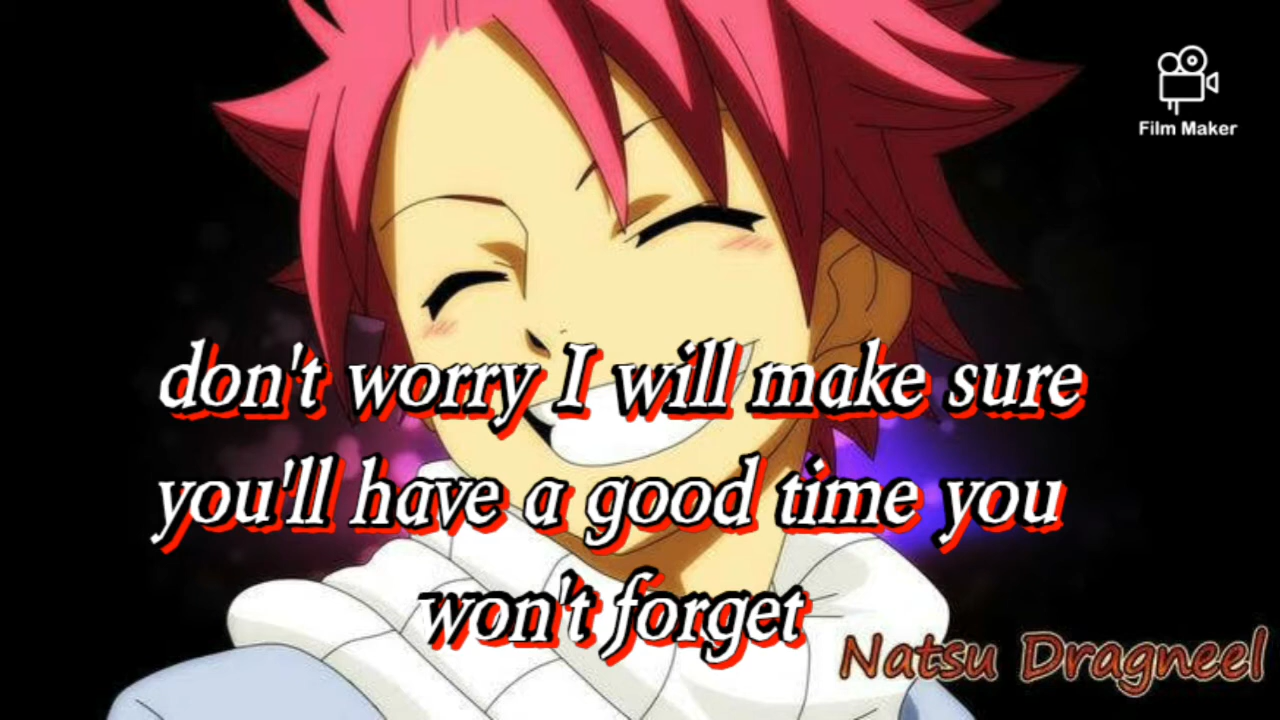 Film Maker
don't worry I will make sure
you'll have a good time you
won't forget
Natsu Dragneel